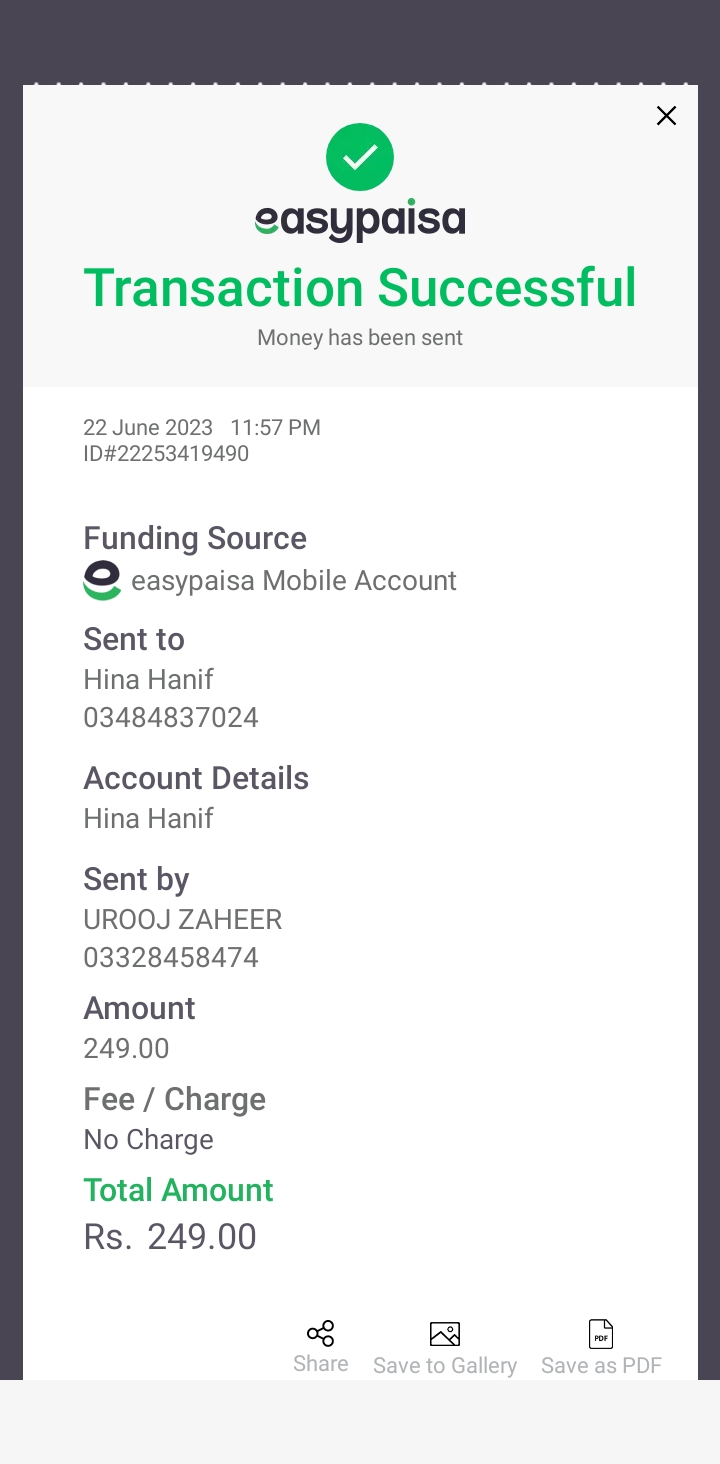 easypaisa
Transaction Successful
Money has been sent
22 June 2023 11:57 PM
ID#22253419490
Funding Source
easypaisa Mobile Account
Sent to
Hina Hanif
03484837024
Account Details
Hina Hanif
Sent by
UROOJ ZAHEER
03328458474
Amount
249.00
Fee / Charge
No Charge
Total Amount
Rs. 249.00
PDF
Share Save to Gallery Save as PDF